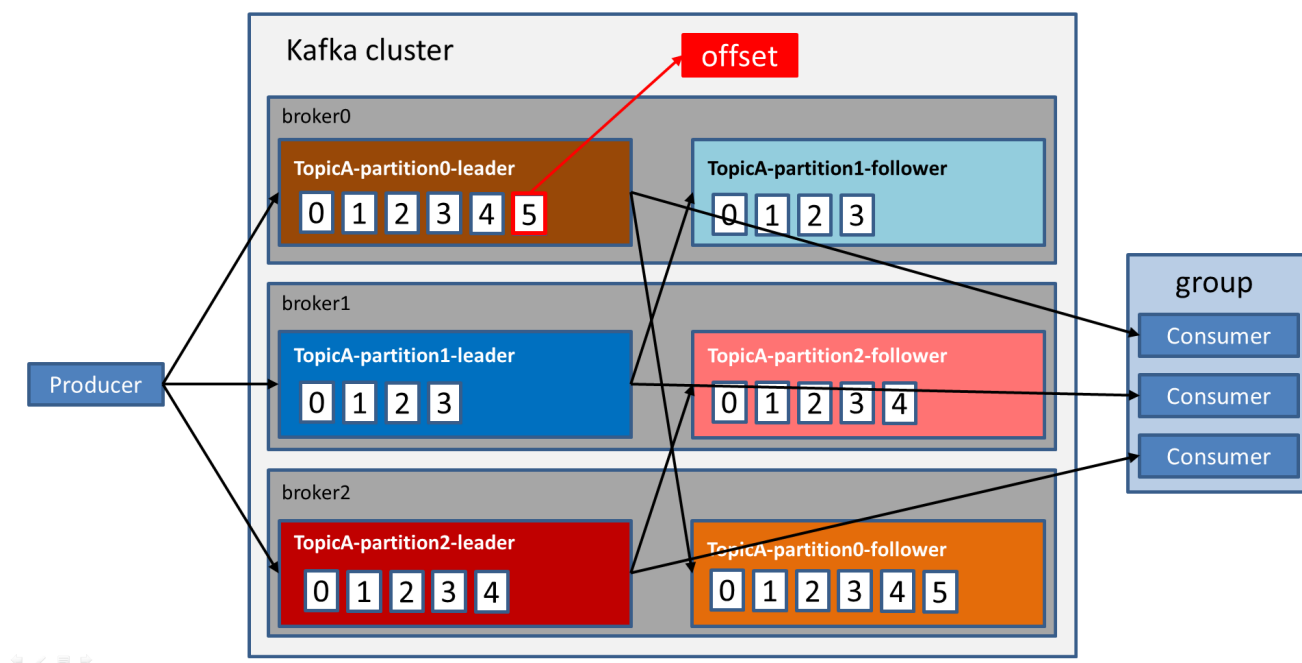 Kafka cluster
offset
broker0
TopicA-partition0-leader
0 1 2 3 4 5
TopicA-partition1-follower
0 1 2 3
broker1
TopicA-partition1-leader
0 1 2 3
TopicA-partition2-follower
0 1 2 3 4
broker2
TopicA-partition2-leader
0 1 2 3 4
TopicA-partition0-follower
0 1 2 3 4 5
Producer
group
Consumer
Consumer
Consumer